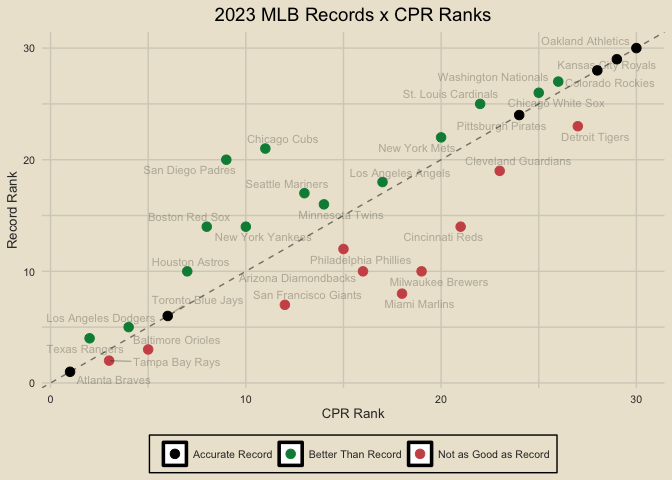 2023 MLB Records x CPR Ranks
30
Oakland Athletics
Kansas City Royals
Washington Nationals
Colorado Rockies
St. Louis Cardinals
Chicago White Sox
Pittsburgh Pirates
Detroit Tigers
Chicago Cubs
New York Mets
20
San Diego Padres
Cleveland Guardians
Los Angeles Angels
Seattle Mariners
Minnesota Twins
Boston Red Sox
New York Yankees
Cincinnati Reds
Record Rank
Houston Astros
Philadelphia Phillies
10
Arizona Diamondbacks
Milwaukee Brewers
San Francisco Giants
Toronto Blue Jays
Miami Marlins
Los Angeles Dodgers
Baltimore Orioles
Texas Rangers
Tampa Bay Rays
Atlanta Braves
0
0 10 20 30
CPR Rank
Accurate Record Better Than Record Not as Good as Record